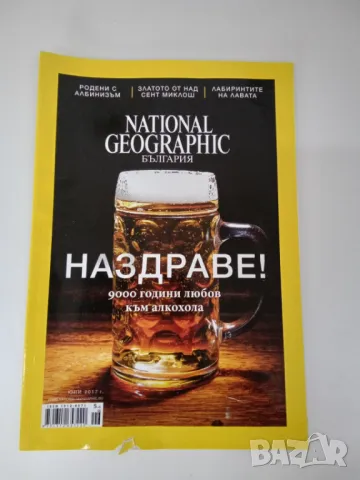 РОДЕНИ С
АЛБИНИЗЪМ
ЗЛАТОТО ОТ НАД
СЕНТ МИКЛОШ
ЛАБИРИНТИТЕ
НА ЛАВАТА
NATIONAL
GEOGRAPHIC
БЪЛГАРИЯ
НАЗДРАВЕ!
9000 години любов
към алкохола
2017 г.
bazar